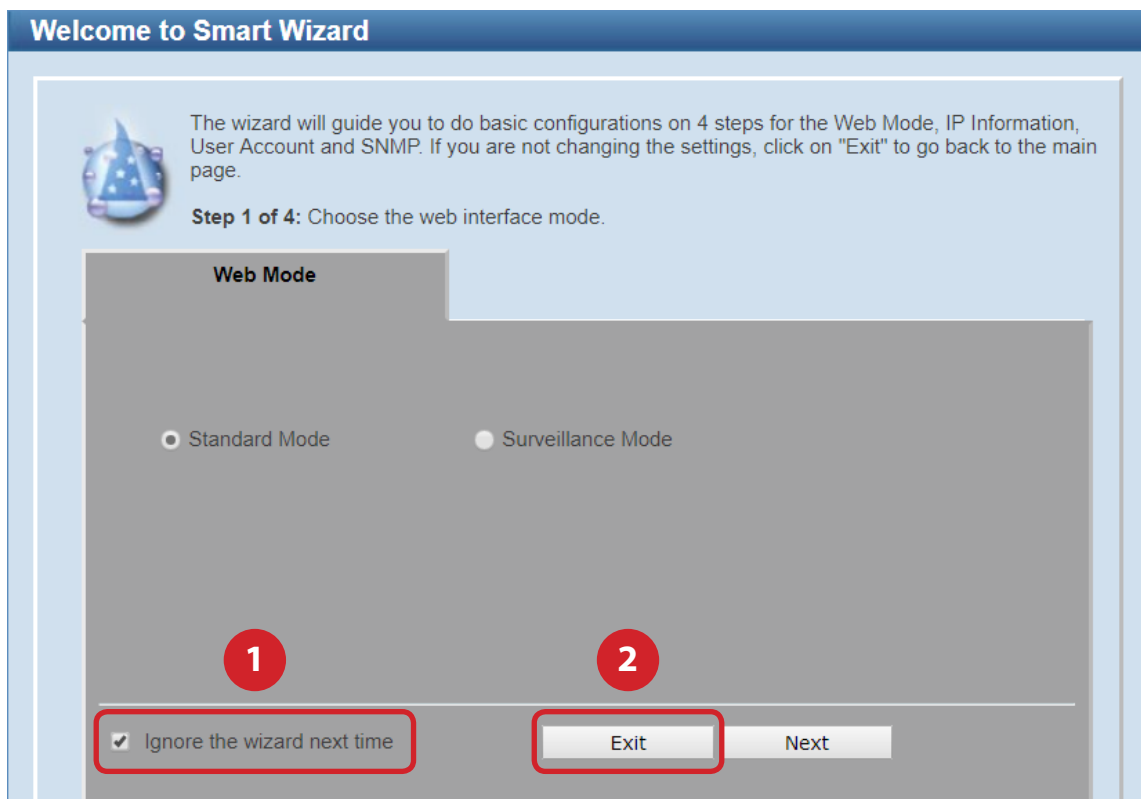 Welcome to Smart Wizard
The wizard will guide you to do basic configurations on 4 steps for the Web Mode, IP Information,
User Account and SNMP. If you are not changing the settings, click on "Exit" to go back to the main
page.
Step 1 of 4: Choose the web interface mode.
Web Mode
Standard Mode
Surveillance Mode
1
2
Ignore the wizard next time
Exit
Next